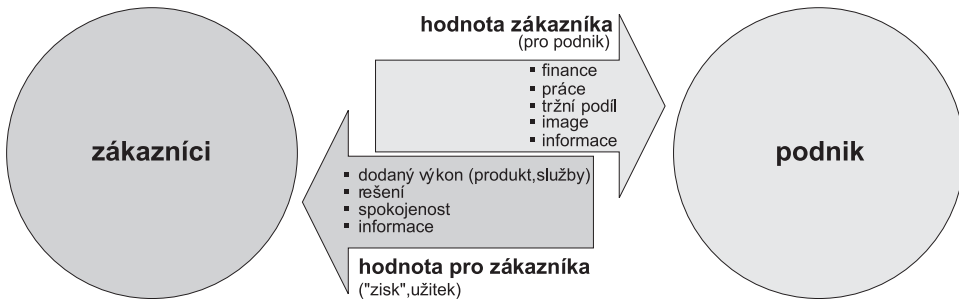 hodnota zákazníka
(pro podnik)
▪ finance
▪ práce
▪ tržní podíl
▪ image
▪ informace
zákazníci
podnik
▪ dodaný výkon (produkt,služby)
▪ rešení
▪ spokojenost
▪ informace
hodnota pro zákazníka
("zisk",užitek)